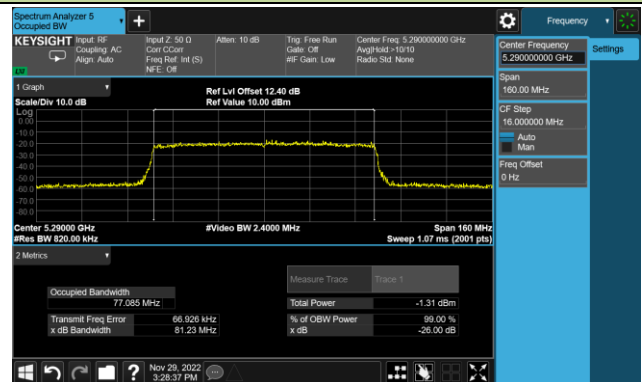 Spectrum Analyzer 5
Occupied BW
+
Frequency
KEYSIGHT
Input: RF
Coupling: AC
Align: Auto
Input Z: 50 Ω
Corr CCorr
Freq Ref: Int (S)
NFE: Off
Atten: 10 dB
Trig: Free Run
Gate: Off
#IF Gain: Low
Center Freq: 5.290000000 GHz
Avg|Hold:>10/10
Radio Std: None
LW
Center Frequency
5.290000000 GHz
Settings
Span
160.00 MHz
CF Step
16.000000 MHz
Auto
Man
Freq Offset
0 Hz
1 Graph
Scale/Div 10.0 dB
Ref Lvl Offset 12.40 dB
Ref Value 10.00 dBm
Log
0.00
-10.0
-20.0
-30.0
-40.0
-50.0
-60.0
-70.0
-80.0
Center 5.29000 GHz
#Video BW 2.4000 MHz
Span 160 MHz
#Res BW 820.00 kHz
Sweep 1.07 ms (2001 pts)
2 Metrics
Measure Trace
Trace 1
Occupied Bandwidth
77.085 MHz
Total Power
-1.31 dBm
Transmit Freq Error
66.926 kHz
% of OBW Power
99.00 %
x dB Bandwidth
81.23 MHz
x dB
-26.00 dB
?
Nov 29, 2022
3:28:37 PM